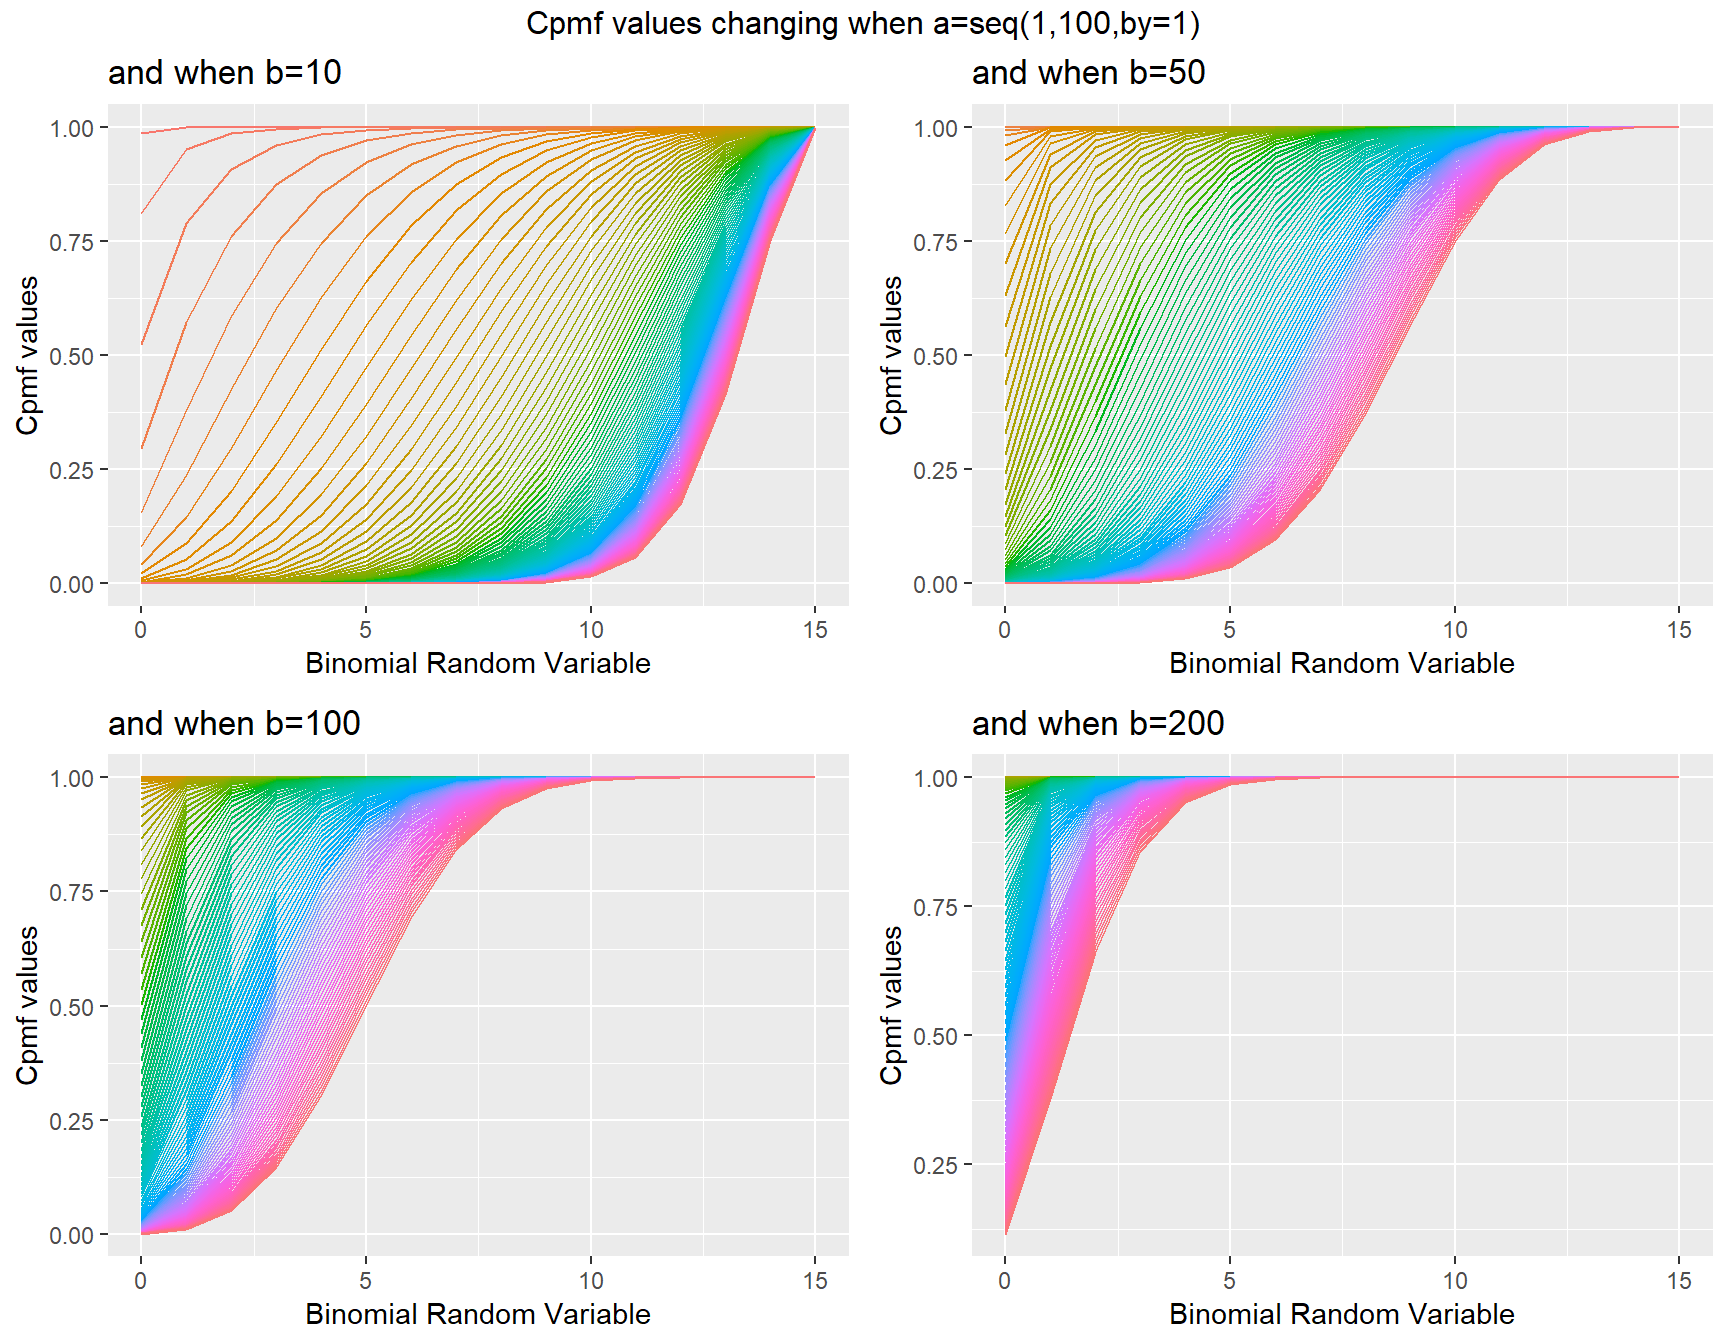 Cpmf values changing when a=seq(1,100,by=1)
and when b=10
Cpmf values
1.00
0.75
0.50
0.25
0.00
0 5 10 15
Binomial Random Variable
and when b=50
Cpmf values
1.00
0.75
0.50
0.25
0.00
0 5 10 15
Binomial Random Variable
and when b=100
Cpmf values
1.00
0.75
0.50
0.25
0.00
0 5 10 15
Binomial Random Variable
and when b=200
Cpmf values
1.00
0.75
0.50
0.25
0 5 10 15
Binomial Random Variable